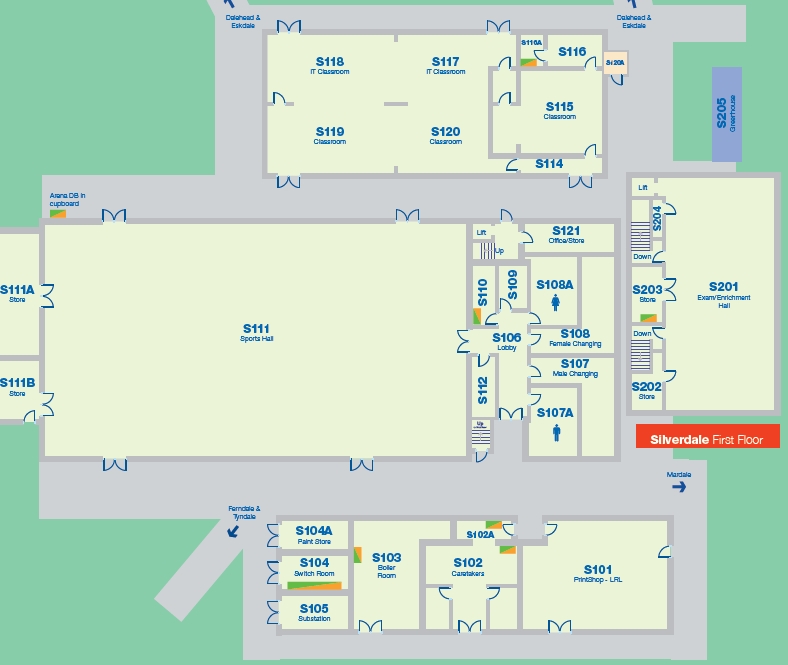 Dalehead &
Eskdale
Dalehead &
Eskdale
S118
IT Classroom
S117
IT Classroom
S116A
S116
S120A
S115
Classroom
S119
Classroom
S120
Classroom
S114
S205
Greenhouse
Arena DB in
cupboard
Lift
Up
S121
Office/Store
Lift
S204
Down
S111A
Store
S110
S109
S108A
S203
Store
S201
Exam/Enrichment
Hall
S111
Sports Hall
S106
Lobby
S108
Female Changing
Down
S107
Male Changing
S111B
Store
S112
S202
Store
S107A
Up
Silverdale First Floor
Mardale
Ferndale &
Tyndale
S104A
Paint Store
S102A
S103
Boiler
Room
S104
Switch Room
S102
Caretakers
S101
PrintShop - LRL
S105
Substation